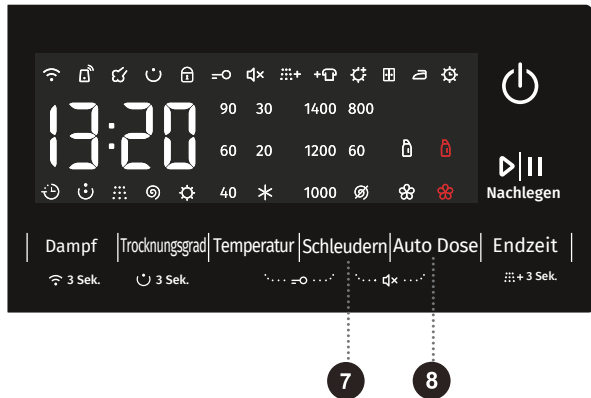 90 30 1400 800
13:20
60 20 1200 60
40 1000
Nachlegen
Dampf Trocknungsgrad Temperatur Schleudern Auto Dose Endzeit
3 Sek. 3 Sek. + 3 Sek.
7 8